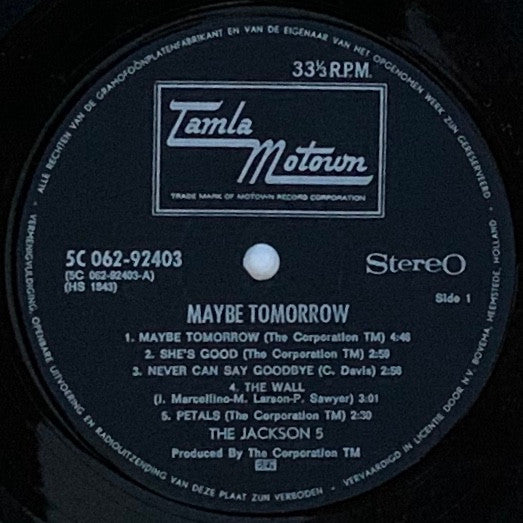 ALLE RECHTEN VAN DE GRAMOFOONPLATENFABRIKANT EN VAN DE EIGENAAR VAN HET OPGENOMEN WERK ZIJN GERESERVEERD
33⅓ R.P.M.
Tamla
Motown
TRADE MARK OF MOTOWN RECORD CORPORATION
5C 062-92403
(5C 062-92403-A)
(HS 1843)
StereO
Side 1
MAYBE TOMORROW
1. MAYBE TOMORROW (The Corporation TM) 4:46
2. SHE'S GOOD (The Corporation TM) 2:59
3. NEVER CAN SAY GOODBYE (C. Davis) 2:56
4. THE WALL
(I. Marcellino-M. Larson-P. Sawyer) 3:01
5. PETALS (The Corporation TM) 2:30
THE JACKSON 5
Produced By The Corporation TM
VERMENIGVULDIGING, OPENBARE UITVOERING EN RADIOUITZENDING VAN DEZE PLAAT ZIJN VERBODEN
VERVAARDIGD IN LICENTIE DOOR N.V. BOVEMA, HEEMSTEDE, HOLLAND